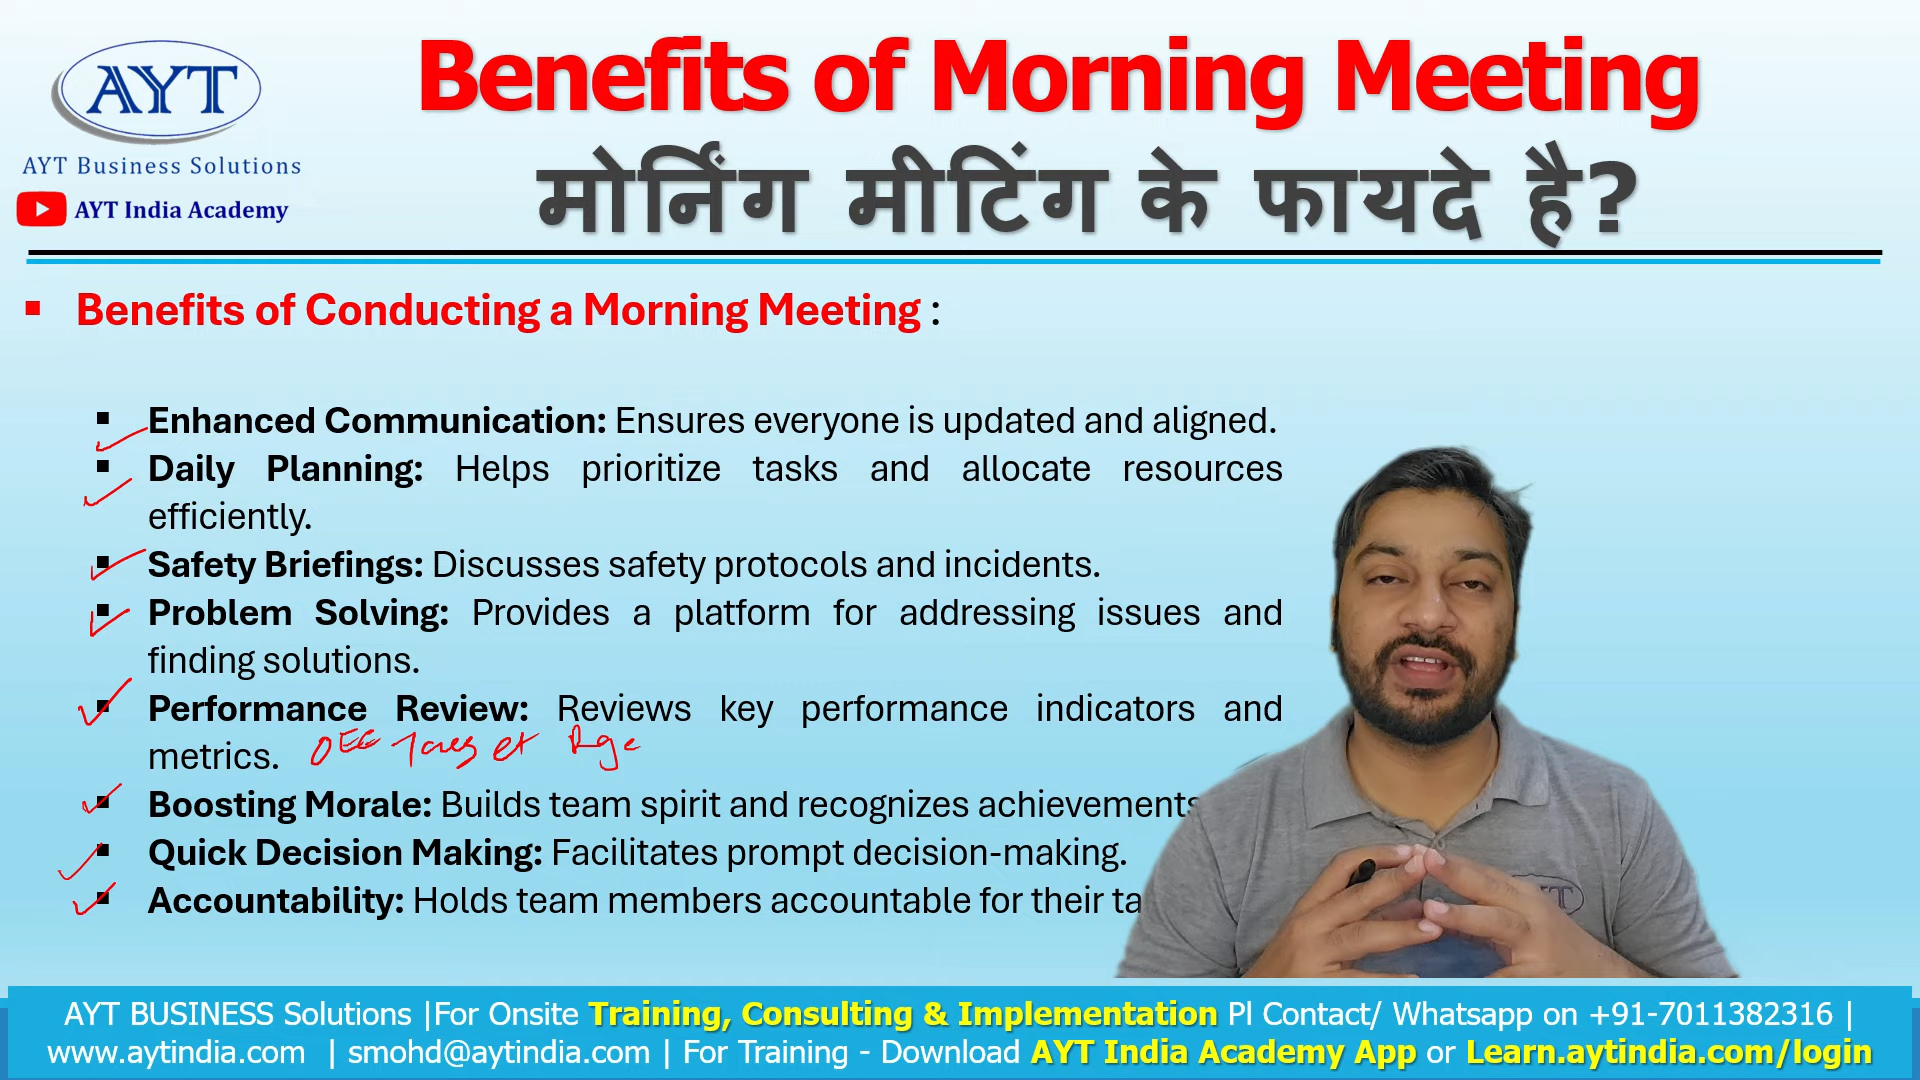 Benefits of Morning Meeting
AYT
AYT Business Solutions
AYT India Academy
मोर्निंग मीटिंग के फायदे है?
Benefits of Conducting a Morning Meeting :
Enhanced Communication: Ensures everyone is updated and aligned.
Daily Planning: Helps prioritize tasks and allocate resources
efficiently.
Safety Briefings: Discusses safety protocols and incidents.
Problem Solving: Provides a platform for addressing issues and
finding solutions.
Performance Review: Reviews key performance indicators and
metrics. OEE
Boosting Morale: Builds team spirit and recognizes achievements
Quick Decision Making: Facilitates prompt decision-making.
Accountability: Holds team members accountable for their
AYT
AYT BUSINESS Solutions |For Onsite Training, Consulting & Implementation Pl Contact/ Whatsapp on +91-7011382316 |
www.aytindia.com | smohd@aytindia.com | For Training - Download AYT India Academy App or Learn.aytindia.com/login